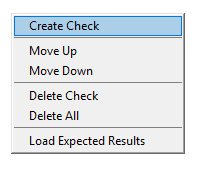 Create Check
Move Up
Move Down
Delete Check
Delete All
Load Expected Results